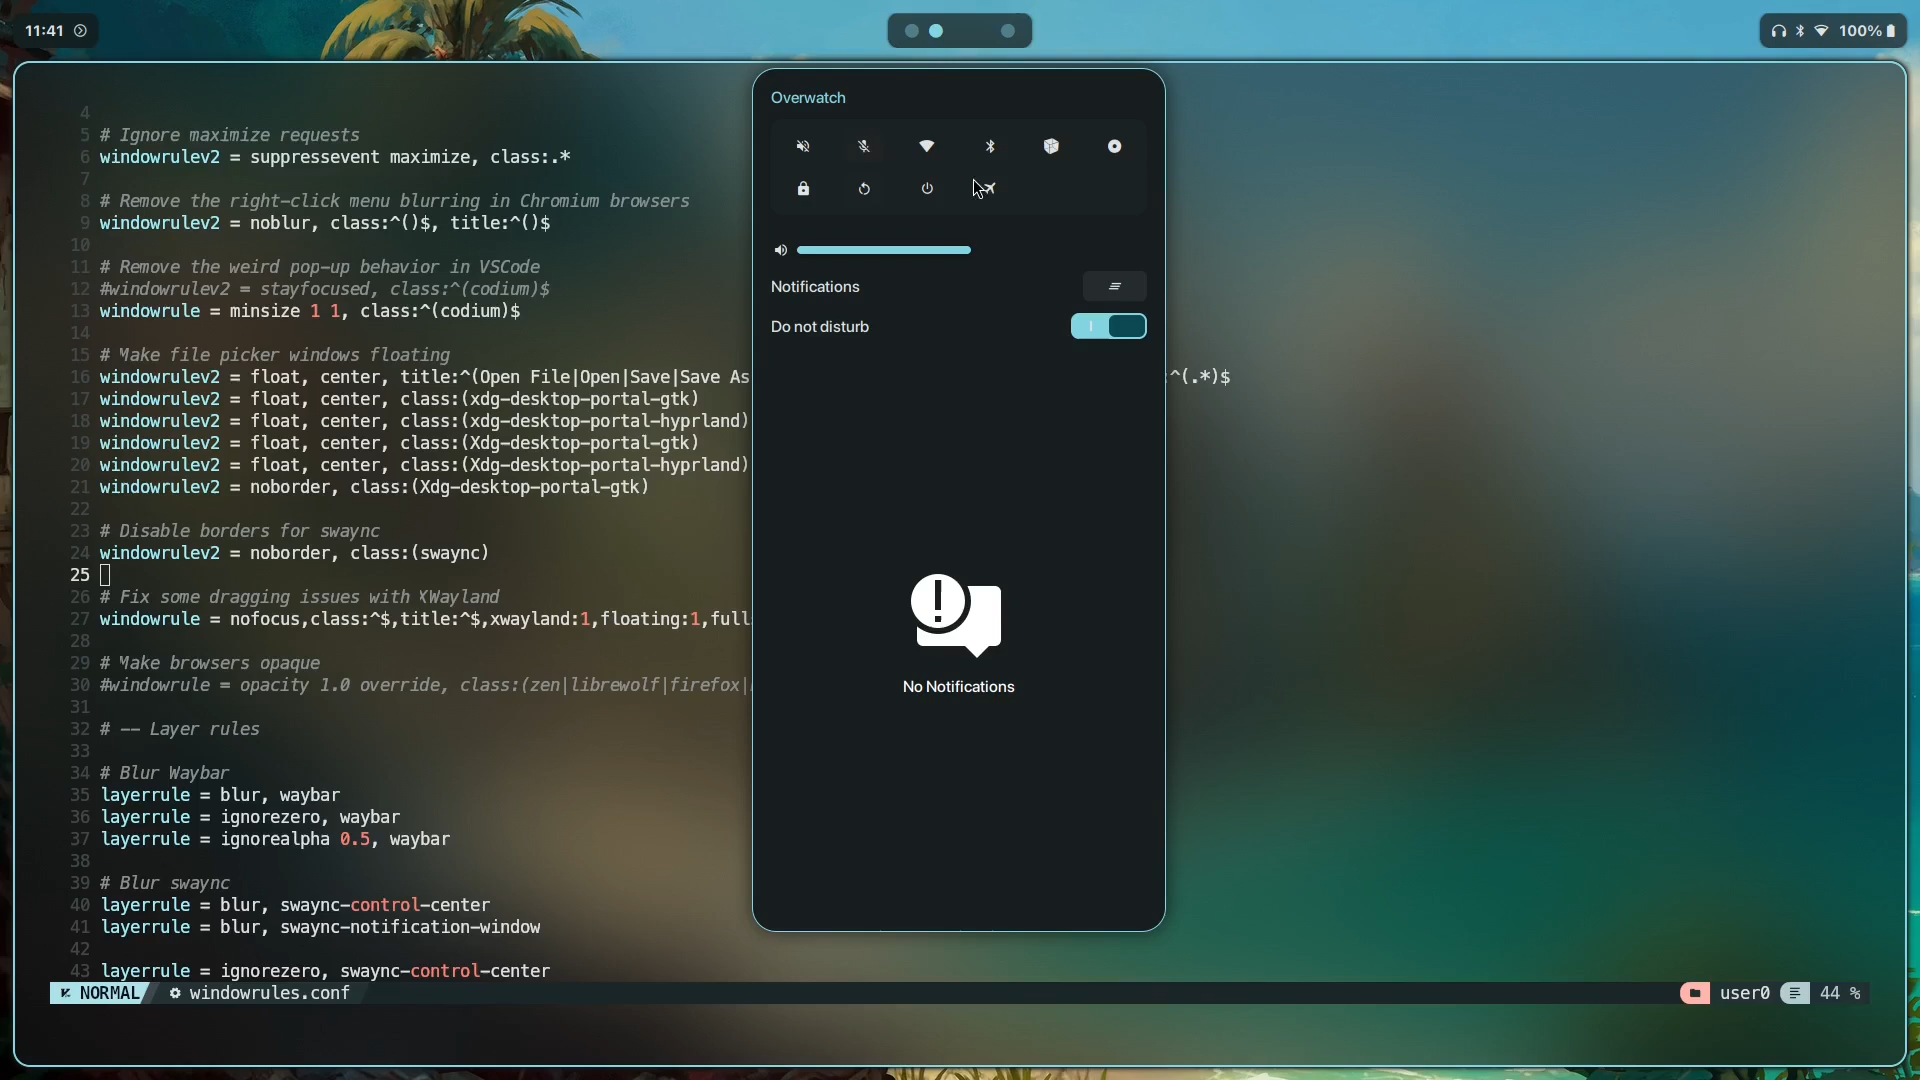 11:41
100%
Overwatch
Notifications
Do not disturb
No Notifications
4
5 # Ignore maximize requests
6 windowrulev2 = suppressevent maximize, class:.*
7
8 # Remove the right-click menu blurring in Chromium browsers
9 windowrulev2 = noblur, class:^()$, title:^()$
10
11 # Remove the weird pop-up behavior in VSCode
12 #windowrulev2 = stayfocused, class:^(codium)$
13 windowrule = minsize 1 1, class:^(codium)$
14
15 # Make file picker windows floating
16 windowrulev2 = float, center, title:^(Open File|Open|Save|Save As ^(.*)$
17 windowrulev2 = float, center, class:(xdg-desktop-portal-gtk)
18 windowrulev2 = float, center, class:(xdg-desktop-portal-hyprland)
19 windowrulev2 = float, center, class:(Xdg-desktop-portal-gtk)
20 windowrulev2 = float, center, class:(Xdg-desktop-portal-hyprland)
21 windowrulev2 = noborder, class:(Xdg-desktop-portal-gtk)
22
23 # Disable borders for swaync
24 windowrulev2 = noborder, class:(swaync)
25
26 # Fix some dragging issues with XWayland
27 windowrule = nofocus,class:^$,title:^$,xwayland:1,floating:1,full
28
29 # Make browsers opaque
30 #windowrule = opacity 1.0 override, class:(zen|librewolf|firefox|
31
32 # -- Layer rules
33
34 # Blur Waybar
35 layerrule = blur, waybar
36 layerrule = ignorezero, waybar
37 layerrule = ignorealpha 0.5, waybar
38
39 # Blur swaync
40 layerrule = blur, swaync-control-center
41 layerrule = blur, swaync-notification-window
42
43 layerrule = ignorezero, swaync-control-center
NORMAL windowrules.conf user0 44 %